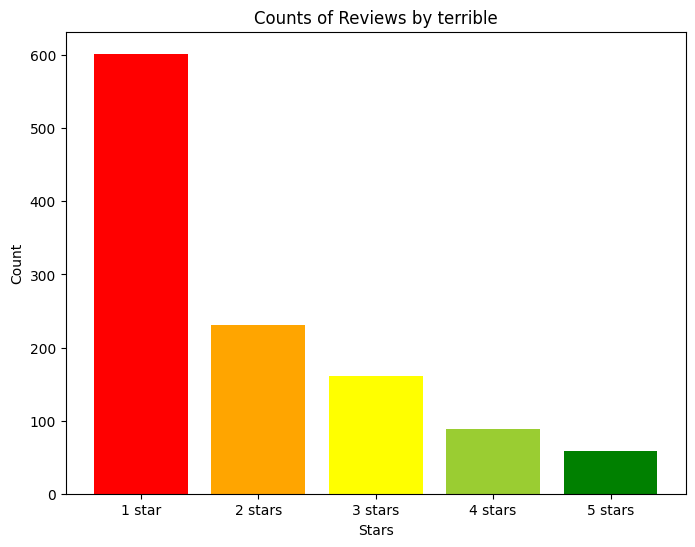 Counts of Reviews by terrible
600
500
400
300
200
100
0
Count
1 star
2 stars
3 stars
4 stars
5 stars
Stars